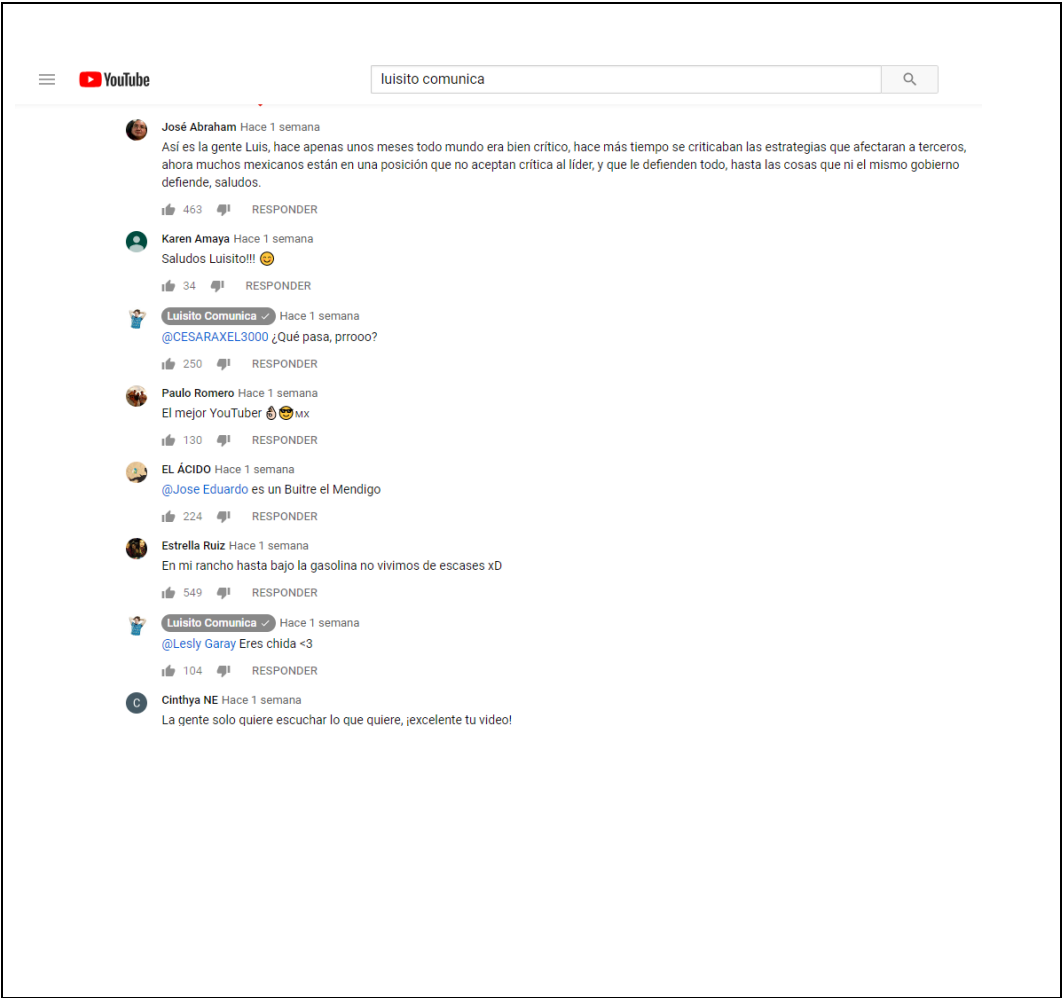 YouTube
luisito comunica
José Abraham Hace 1 semana
Así es la gente Luis, hace apenas unos meses todo mundo era bien crítico, hace más tiempo se criticaban las estrategias que afectaran a terceros,
ahora muchos mexicanos están en una posición que no aceptan crítica al líder, y que le defienden todo, hasta las cosas que ni el mismo gobierno
defiende, saludos.
463 RESPONDER
Karen Amaya Hace 1 semana
Saludos Luisito!!! 😊
34 RESPONDER
Luisito Comunica ✓ Hace 1 semana
@CESARAXEL3000 ¿Qué pasa, prrooo?
250 RESPONDER
Paulo Romero Hace 1 semana
El mejor YouTuber 👌😎MX
130 RESPONDER
EL ÁCIDO Hace 1 semana
@Jose Eduardo es un Buitre el Mendigo
224 RESPONDER
Estrella Ruiz Hace 1 semana
En mi rancho hasta bajo la gasolina no vivimos de escases xD
549 RESPONDER
Luisito Comunica ✓ Hace 1 semana
@Lesly Garay Eres chida <3
104 RESPONDER
C
Cinthya NE Hace 1 semana
La gente solo quiere escuchar lo que quiere, ¡excelente tu video!